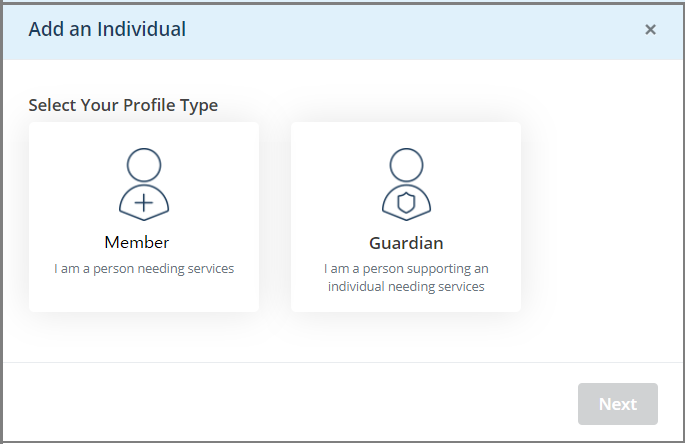 Add an Individual
Select Your Profile Type
Member
I am a person needing services
Guardian
I am a person supporting an
individual needing services
Next